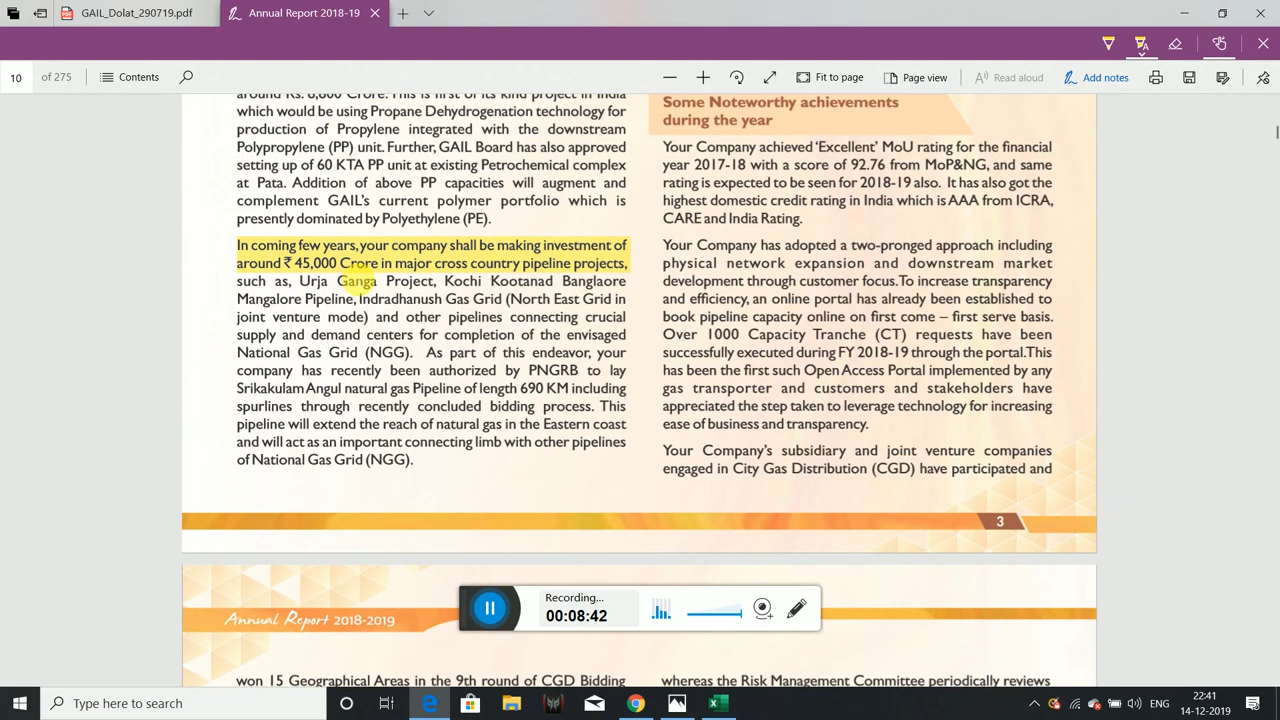 GAIL_Dolat_290719.pdf
Annual Report 2018-19
10
of 275
Contents
Fit to page
Page view
Read aloud
Add notes
around Rs. 8,800 Crore. This is first of its kind project in India
which would be using Propane Dehydrogenation technology for
production of Propylene integrated with the downstream
Polypropylene (PP) unit. Further, GAIL Board has also approved
setting up of 60 KTA PP unit at existing Petrochemical complex
at Pata. Addition of above PP capacities will augment and
complement GAIL's current polymer portfolio which is
presently dominated by Polyethylene (PE).
In coming few years, your company shall be making investment of
around ₹ 45,000 Crore in major cross country pipeline projects,
such as, Urja Ganga Project, Kochi Kootanad Banglaore
Mangalore Pipeline, Indradhanush Gas Grid (North East Grid in
joint venture mode) and other pipelines connecting crucial
supply and demand centers for completion of the envisaged
National Gas Grid (NGG). As part of this endeavor, your
company has recently been authorized by PNGRB to lay
Srikakulam Angul natural gas Pipeline of length 690 KM including
spurlines through recently concluded bidding process. This
pipeline will extend the reach of natural gas in the Eastern coast
and will act as an important connecting limb with other pipelines
of National Gas Grid (NGG).
Some Noteworthy achievements
during the year
Your Company achieved 'Excellent' MoU rating for the financial
year 2017-18 with a score of 92.76 from MoP&NG, and same
rating is expected to be seen for 2018-19 also. It has also got the
highest domestic credit rating in India which is AAA from ICRA,
CARE and India Rating.
Your Company has adopted a two-pronged approach including
physical network expansion and downstream market
development through customer focus. To increase transparency
and efficiency, an online portal has already been established to
book pipeline capacity online on first come – first serve basis.
Over 1000 Capacity Tranche (CT) requests have been
successfully executed during FY 2018-19 through the portal. This
has been the first such Open Access Portal implemented by any
gas transporter and customers and stakeholders have
appreciated the step taken to leverage technology for increasing
ease of business and transparency.
Your Company's subsidiary and joint venture companies
engaged in City Gas Distribution (CGD) have participated and
3
Recording...
00:08:42
Annual Report 2018-2019
won 15 Geographical Areas in the 9th round of CGD Bidding
whereas the Risk Management Committee periodically reviews
Type here to search
ENG
22:41
14-12-2019